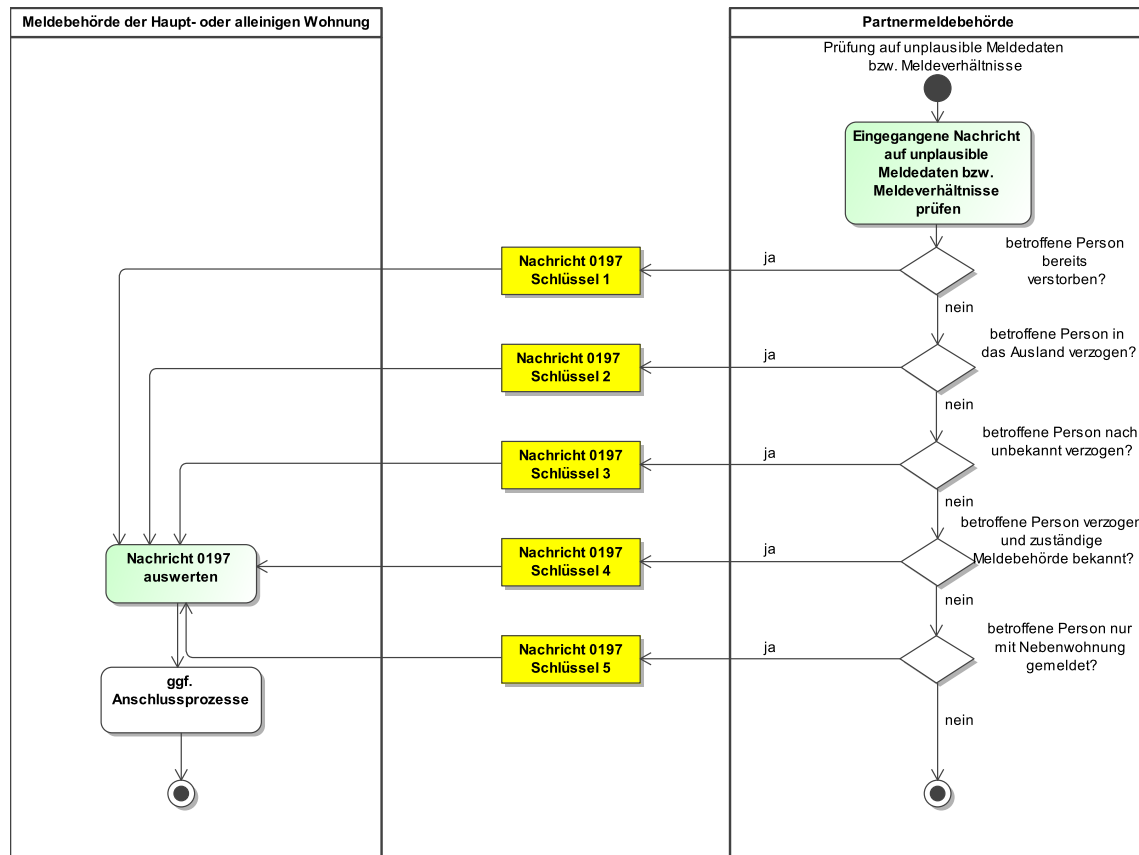 Meldebehörde der Haupt- oder alleinigen Wohnung
Partnermeldebehörde
Prüfung auf unplausible Meldedaten
bzw. Meldeverhältnisse
Eingegangene Nachricht
auf unplausible
Meldedaten bzw.
Meldeverhältnisse
prüfen
betroffene Person
bereits
verstorben?
ja
Nachricht 0197
Schlüssel 1
nein
betroffene Person in
das Ausland verzogen?
ja
Nachricht 0197
Schlüssel 2
nein
betroffene Person nach
unbekannt verzogen?
ja
Nachricht 0197
Schlüssel 3
nein
betroffene Person verzogen
und zuständige
Meldebehörde bekannt?
ja
Nachricht 0197
Schlüssel 4
Nachricht 0197
auswerten
nein
betroffene Person nur
mit Nebenwohnung
gemeldet?
ja
Nachricht 0197
Schlüssel 5
ggf.
Anschlussprozesse
nein